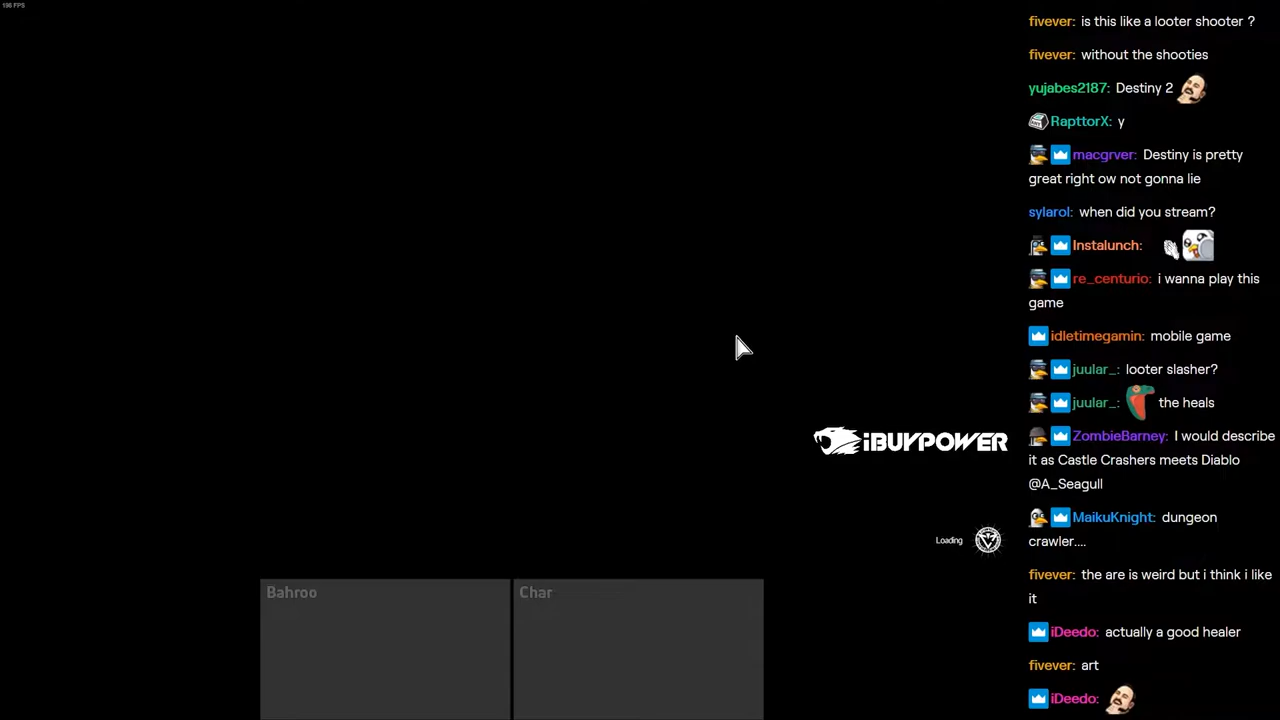 196 FPS
fivever: is this like a looter shooter ?
fivever: without the shooties
yujabes2187: Destiny 2
RapttorX: y
macgrver: Destiny is pretty
great right ow not gonna lie
sylarol: when did you stream?
Instalunch:
re_centurio: i wanna play this
game
idletimegamin: mobile game
juular_: looter slasher?
juular_: the heals
ZombieBarney: I would describe
it as Castle Crashers meets Diablo
@A_Seagull
MaikuKnight: dungeon
crawler....
fivever: the are is weird but i think i like
it
iDeedo: actually a good healer
fivever: art
iDeedo:
iBUYPOWER
Loading
Bahroo
Char